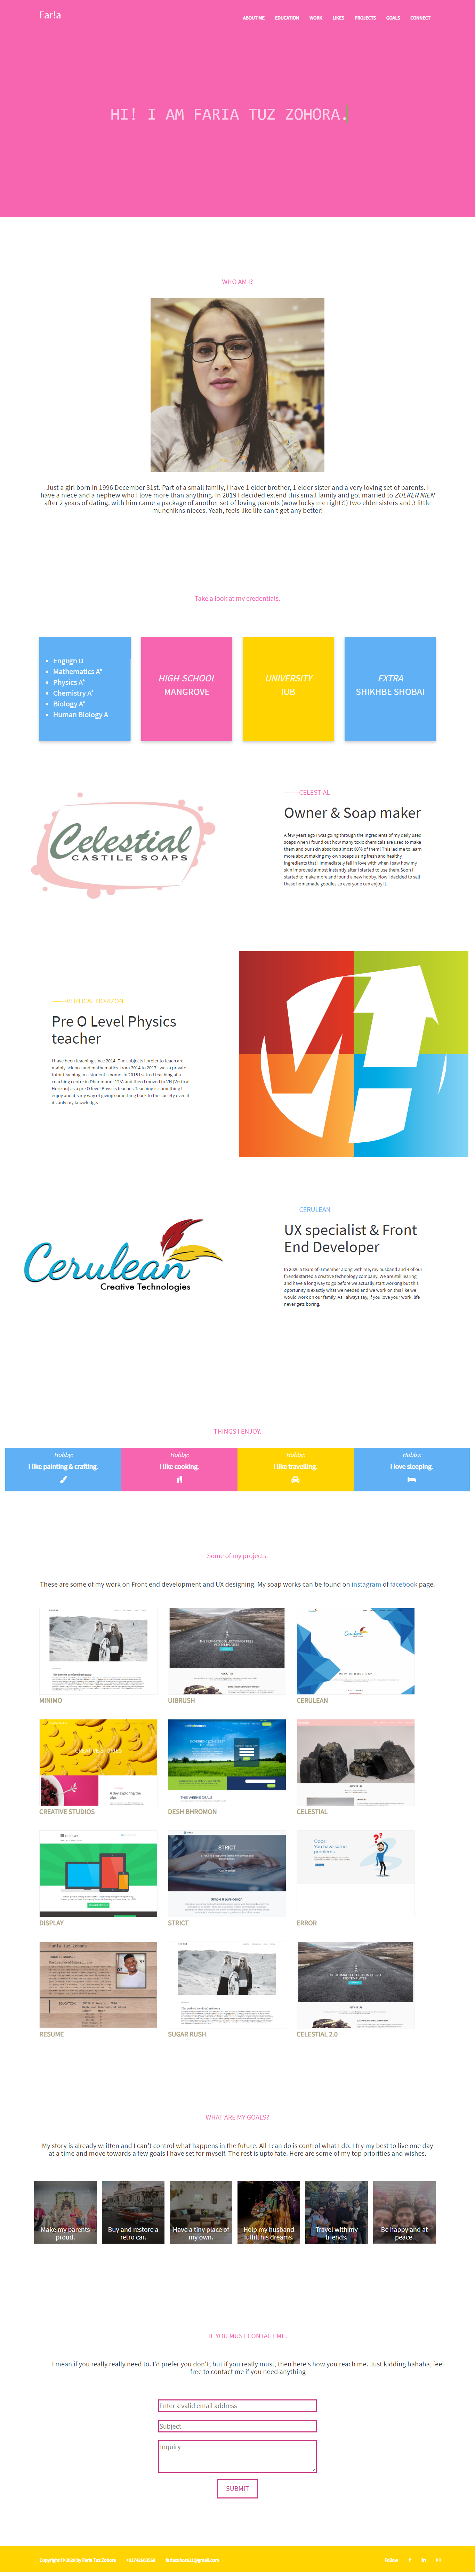 Far!a
ABOUT ME EDUCATION WORK LIKES PROJECTS GOALS CONNECT
HI! I AM FARIA TUZ ZOHORA.
WHO AM I?
Just a girl born in 1996 December 31st. Part of a small family, I have 1 elder brother, 1 elder sister and a very loving set of parents. I
have a niece and a nephew who I love more than anything. In 2019 I decided extend this small family and got married to ZULKER NIEN
after 2 years of dating. with him came a package of another set of loving parents (wow lucky me right?!) two elder sisters and 3 little
munchikns nieces. Yeah, feels like life can't get any better!
Take a look at my credentials.
Mathematics A*
Physics A*
Chemistry A*
Biology A*
Human Biology A
HIGH-SCHOOL
MANGROVE
UNIVERSITY
IUB
EXTRA
SHIKHBE SHOBAI
Celestial
CASTILE SOAPS
———CELESTIAL
Owner & Soap maker
A few years ago I was going through the ingredients of my daily used
soaps when I found out how many toxic chemicals are used to make
them and our skin absorbs almost 60% of them! This led me to learn
more about making my own soaps using fresh and healthy
ingredients that I immediately fell in love with when I saw how my
skin improved almost instantly after I started to use them.Soon I
started to make more and found a new hobby. Now I decided to sell
these homemade goodies so everyone can enjoy it.
——— VERTICAL HORIZON
Pre O Level Physics
teacher
I have been teaching since 2014. The subjects I prefer to teach are
mainly science and mathematics. from 2014 to 2017 I was a private
tutor teaching in a student's home. In 2018 I satred teaching at a
coaching centre in Dhanmondi 12/A and then I moved to VH (Vertical
Horizon) as a pre O level Physics teacher. Teaching is something I
enjoy and it's my way of giving something back to the society even if
its only my knowledge.
Cerulean
Creative Technologies
———CERULEAN
UX specialist & Front
End Developer
In 2020 a team of 6 member along with me, my husband and 4 of our
friends started a creative technology company. We are still learing
and have a long way to go before we actually start working but this
oportunity is exactly what we needed and we work on this like we
would work on our family. As I always say, if you love your work, life
never gets boring.
THINGS I ENJOY.
Hobby:
I like painting & crafting.
Hobby:
I like cooking.
Hobby:
I like travelling.
Hobby:
I love sleeping.
Some of my projects.
These are some of my work on Front end development and UX designing. My soap works can be found on instagram of facebook page.
MINIMO
UIBRUSH
CERULEAN
CREATIVE STUDIOS
DESH BHROMON
CELESTIAL
DISPLAY
STRICT
ERROR
RESUME
SUGAR RUSH
CELESTIAL 2.0
WHAT ARE MY GOALS?
My story is already written and I can't control what happens in the future. All I can do is control what I do. I try my best to live one day
at a time and move towards a few goals I have set for myself. The rest is upto fate. Here are some of my top priorities and wishes.
Make my parents
proud.
Buy and restore a
retro car.
Have a tiny place of
my own.
Help my husband
fulfill his dreams.
Travel with my
friends.
Be happy and at
peace.
IF YOU MUST CONTACT ME.
I mean if you really really need to. I'd prefer you don't, but if you really must, then here's how you reach me. Just kidding hahaha, feel
free to contact me if you need anything
Enter a valid email address
Subject
Inquiry
SUBMIT
Copyright © 2020 by Faria Tuz Zohora
Follow